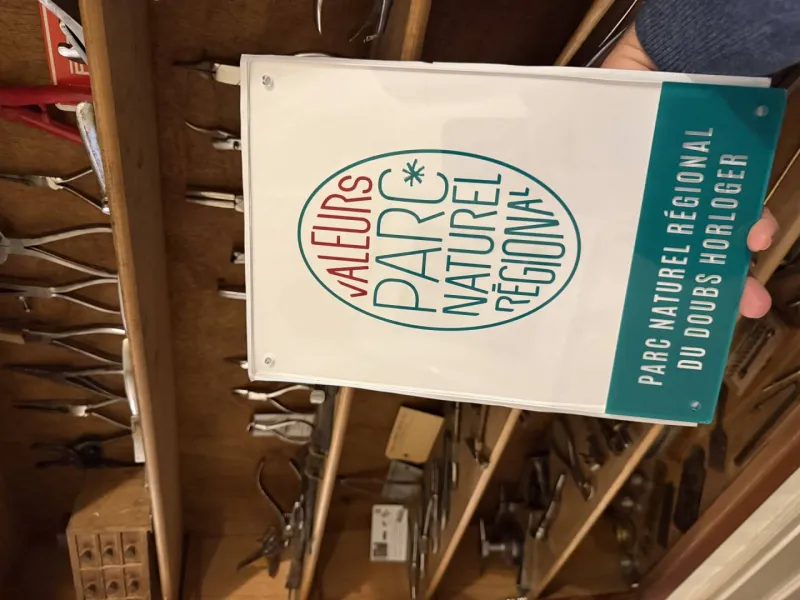 VALEURS
PARC*
NATUREL
RÉGIONAL
PARC NATUREL RÉGIONAL
DU DOUBS HORLOGER